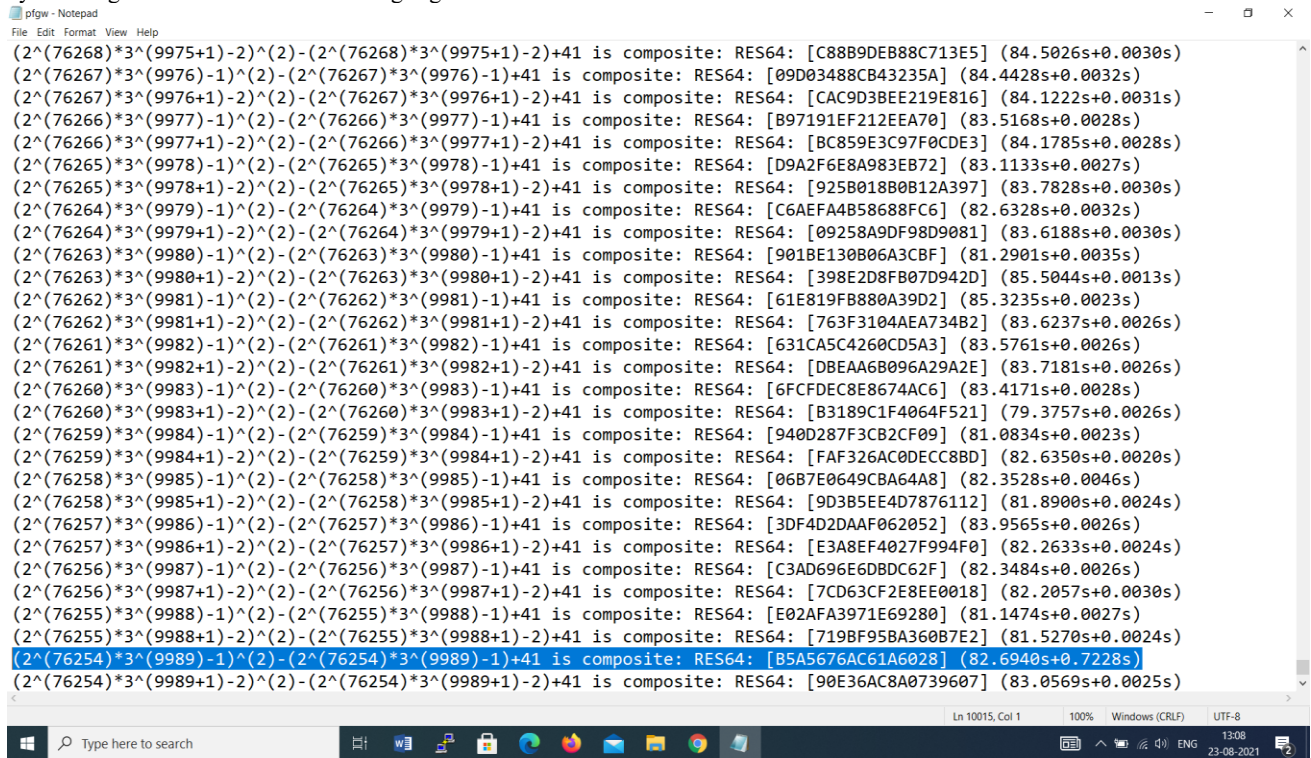 pfgw - Notepad
File Edit Format View Help
(2^(76268)*3^(9975+1)-2)^(2)-(2^(76268)*3^(9975+1)-2)+41 is composite: RES64: [C88B9DEB88C713E5] (84.5026s+0.0030s)
(2^(76267)*3^(9976)-1)^(2)-(2^(76267)*3^(9976)-1)+41 is composite: RES64: [09D03488CB43235A] (84.4428s+0.0032s)
(2^(76267)*3^(9976+1)-2)^(2)-(2^(76267)*3^(9976+1)-2)+41 is composite: RES64: [CAC9D3BEE219E816] (84.1222s+0.0031s)
(2^(76266)*3^(9977)-1)^(2)-(2^(76266)*3^(9977)-1)+41 is composite: RES64: [B97191EF212EEA70] (83.5168s+0.0028s)
(2^(76266)*3^(9977+1)-2)^(2)-(2^(76266)*3^(9977+1)-2)+41 is composite: RES64: [BC859E3C97F0CDE3] (84.1785s+0.0028s)
(2^(76265)*3^(9978)-1)^(2)-(2^(76265)*3^(9978)-1)+41 is composite: RES64: [D9A2F6E8A983EB72] (83.1133s+0.0027s)
(2^(76265)*3^(9978+1)-2)^(2)-(2^(76265)*3^(9978+1)-2)+41 is composite: RES64: [925B018B0B12A397] (83.7828s+0.0030s)
(2^(76264)*3^(9979)-1)^(2)-(2^(76264)*3^(9979)-1)+41 is composite: RES64: [C6AEFA4B58688FC6] (82.6328s+0.0032s)
(2^(76264)*3^(9979+1)-2)^(2)-(2^(76264)*3^(9979+1)-2)+41 is composite: RES64: [09258A9DF98D9081] (83.6188s+0.0030s)
(2^(76263)*3^(9980)-1)^(2)-(2^(76263)*3^(9980)-1)+41 is composite: RES64: [901BE130B06A3CBF] (81.2901s+0.0035s)
(2^(76263)*3^(9980+1)-2)^(2)-(2^(76263)*3^(9980+1)-2)+41 is composite: RES64: [398E2D8FB07D942D] (85.5044s+0.0013s)
(2^(76262)*3^(9981)-1)^(2)-(2^(76262)*3^(9981)-1)+41 is composite: RES64: [61E819FB880A39D2] (85.3235s+0.0023s)
(2^(76262)*3^(9981+1)-2)^(2)-(2^(76262)*3^(9981+1)-2)+41 is composite: RES64: [763F3104AEA734B2] (83.6237s+0.0026s)
(2^(76261)*3^(9982)-1)^(2)-(2^(76261)*3^(9982)-1)+41 is composite: RES64: [631CA5C4260CD5A3] (83.5761s+0.0026s)
(2^(76261)*3^(9982+1)-2)^(2)-(2^(76261)*3^(9982+1)-2)+41 is composite: RES64: [DBEAA6B096A29A2E] (83.7181s+0.0026s)
(2^(76260)*3^(9983)-1)^(2)-(2^(76260)*3^(9983)-1)+41 is composite: RES64: [6FCFDEC8E8674AC6] (83.4171s+0.0028s)
(2^(76260)*3^(9983+1)-2)^(2)-(2^(76260)*3^(9983+1)-2)+41 is composite: RES64: [B3189C1F4064F521] (79.3757s+0.0026s)
(2^(76259)*3^(9984)-1)^(2)-(2^(76259)*3^(9984)-1)+41 is composite: RES64: [940D287F3CB2CF09] (81.0834s+0.0023s)
(2^(76259)*3^(9984+1)-2)^(2)-(2^(76259)*3^(9984+1)-2)+41 is composite: RES64: [FAF326AC0DECC8BD] (82.6350s+0.0020s)
(2^(76258)*3^(9985)-1)^(2)-(2^(76258)*3^(9985)-1)+41 is composite: RES64: [06B7E0649CBA64A8] (82.3528s+0.0046s)
(2^(76258)*3^(9985+1)-2)^(2)-(2^(76258)*3^(9985+1)-2)+41 is composite: RES64: [9D3B5EE4D7876112] (81.8900s+0.0024s)
(2^(76257)*3^(9986)-1)^(2)-(2^(76257)*3^(9986)-1)+41 is composite: RES64: [3DF4D2DAAF062052] (83.9565s+0.0026s)
(2^(76257)*3^(9986+1)-2)^(2)-(2^(76257)*3^(9986+1)-2)+41 is composite: RES64: [E3A8EF4027F994F0] (82.2633s+0.0024s)
(2^(76256)*3^(9987)-1)^(2)-(2^(76256)*3^(9987)-1)+41 is composite: RES64: [C3AD696E6DBDC62F] (82.3484s+0.0026s)
(2^(76256)*3^(9987+1)-2)^(2)-(2^(76256)*3^(9987+1)-2)+41 is composite: RES64: [7CD63CF2E8EE0018] (82.2057s+0.0030s)
(2^(76255)*3^(9988)-1)^(2)-(2^(76255)*3^(9988)-1)+41 is composite: RES64: [E02AFA3971E69280] (81.1474s+0.0027s)
(2^(76255)*3^(9988+1)-2)^(2)-(2^(76255)*3^(9988+1)-2)+41 is composite: RES64: [719BF95BA360B7E2] (81.5270s+0.0024s)
(2^(76254)*3^(9989)-1)^(2)-(2^(76254)*3^(9989)-1)+41 is composite: RES64: [B5A5676AC61A6028] (82.6940s+0.7228s)
(2^(76254)*3^(9989+1)-2)^(2)-(2^(76254)*3^(9989+1)-2)+41 is composite: RES64: [90E36AC8A0739607] (83.0569s+0.0025s)
Ln 10015, Col 1 100% Windows (CRLF) UTF-8
Type here to search
ENG
13:08
23-08-2021
2